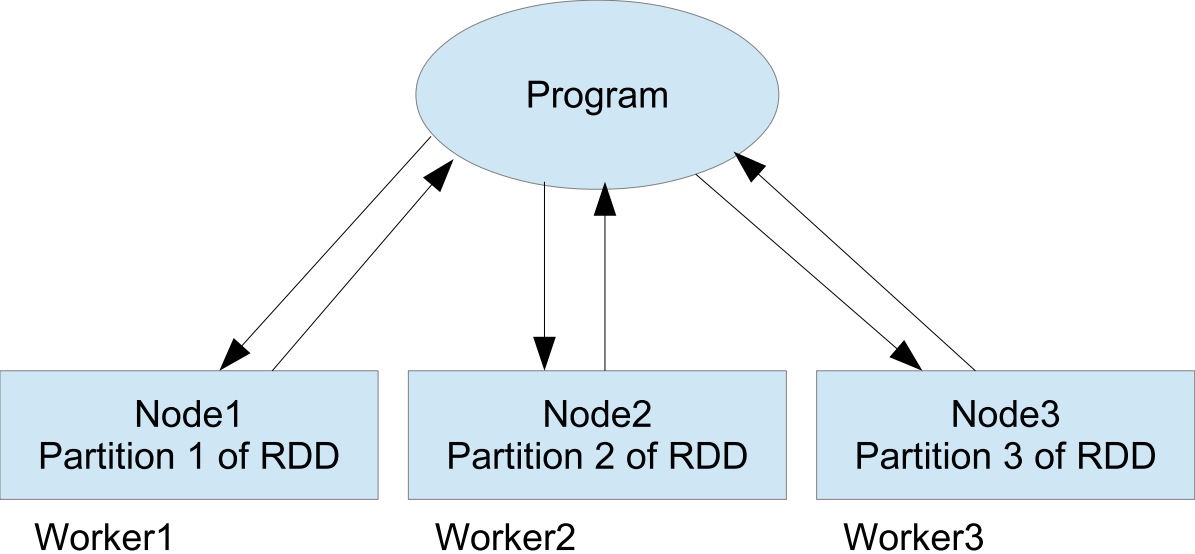 Program
Node1
Partition 1 of RDD
Node2
Partition 2 of RDD
Node3
Partition 3 of RDD
Worker1
Worker2
Worker3